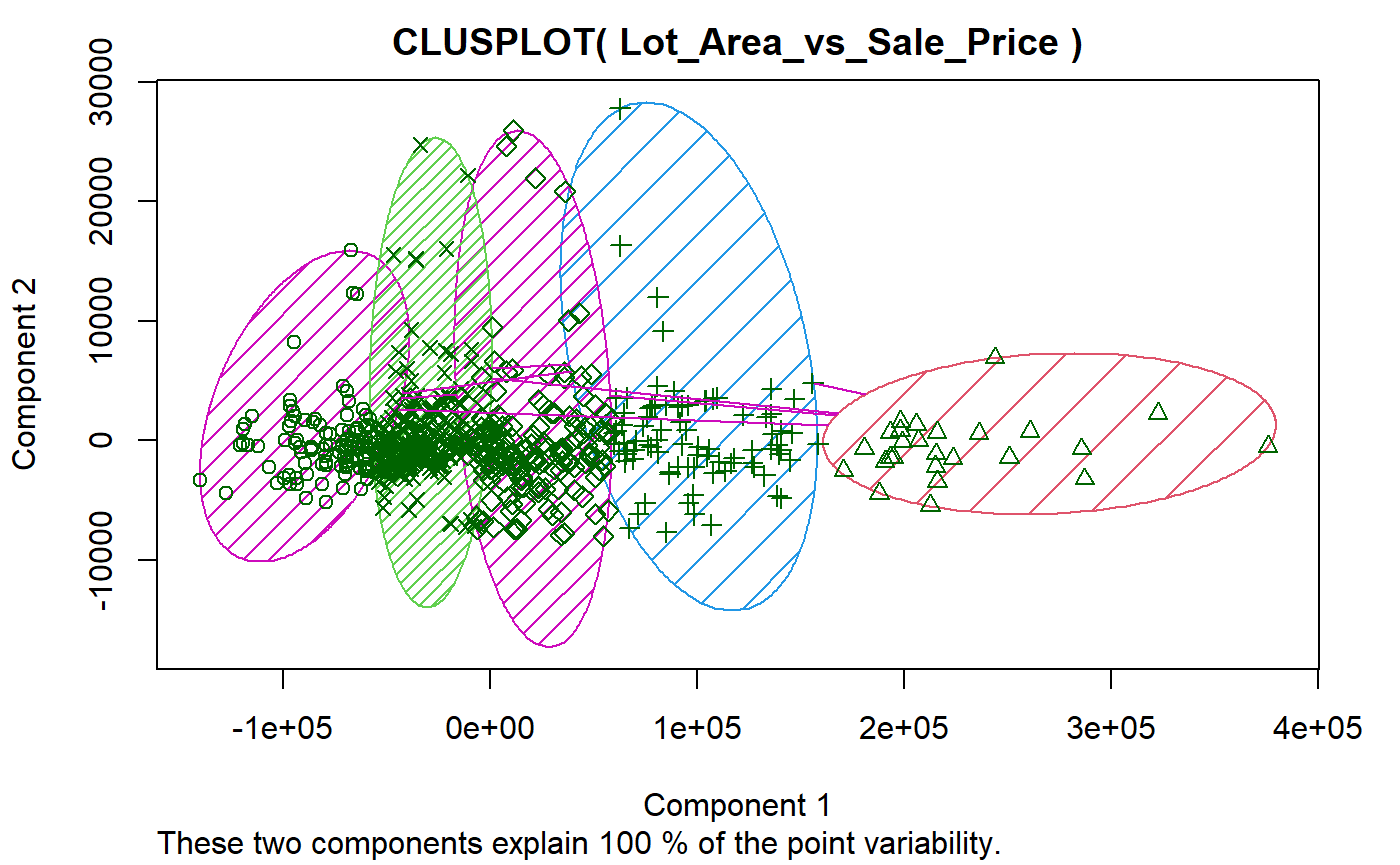 CLUSPLOT( Lot_Area_vs_Sale_Price )
Component 2
30000
20000
10000
0
-10000
-1e+05 0e+00 1e+05 2e+05 3e+05 4e+05
Component 1
These two components explain 100 % of the point variability.